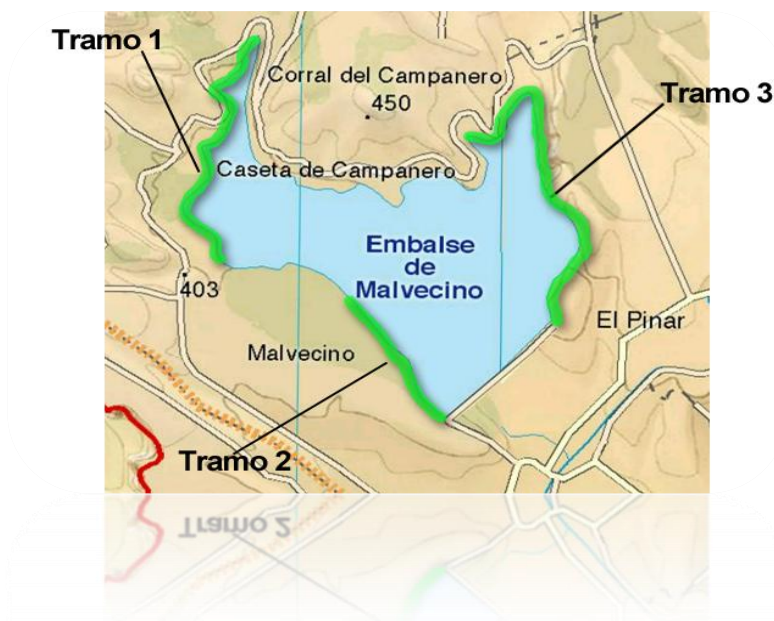 Tramo 1
Corral del Campanero
450
Tramo 3
Caseta de Campanero
Embalse
de
Malvecino
403
El Pinar
Malvecino
Tramo 2
Tramo 2